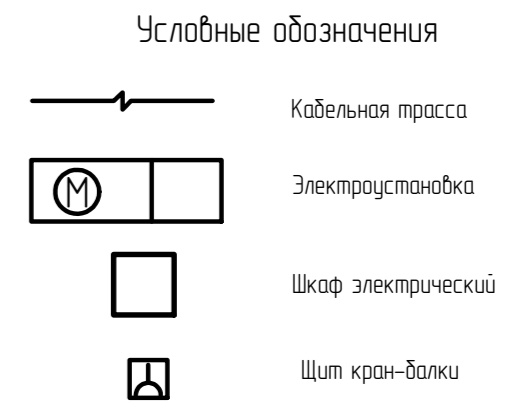 Условные обозначения
Кабельная трасса
М
Электроустановка
Шкаф электрический
Щит кран-балки